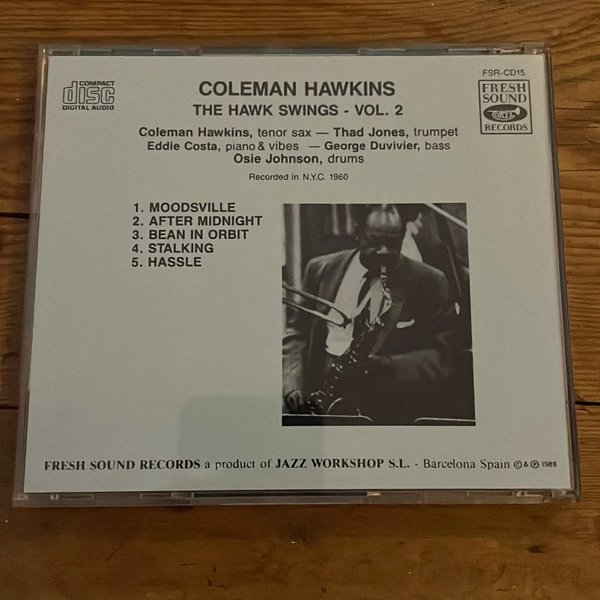 COMPACT
disc
DIGITAL AUDIO
COLEMAN HAWKINS
THE HAWK SWINGS - VOL. 2
FSR-CD15
FRESH
SOUND
RECORDS
Coleman Hawkins, tenor sax — Thad Jones, trumpet
Eddie Costa, piano & vibes — George Duvivier, bass
Osie Johnson, drums
Recorded in N.Y.C. 1960
1. MOODSVILLE
2. AFTER MIDNIGHT
3. BEAN IN ORBIT
4. STALKING
5. HASSLE
FRESH SOUND RECORDS a product of JAZZ WORKSHOP S.L. - Barcelona Spain © & ℗ 1989